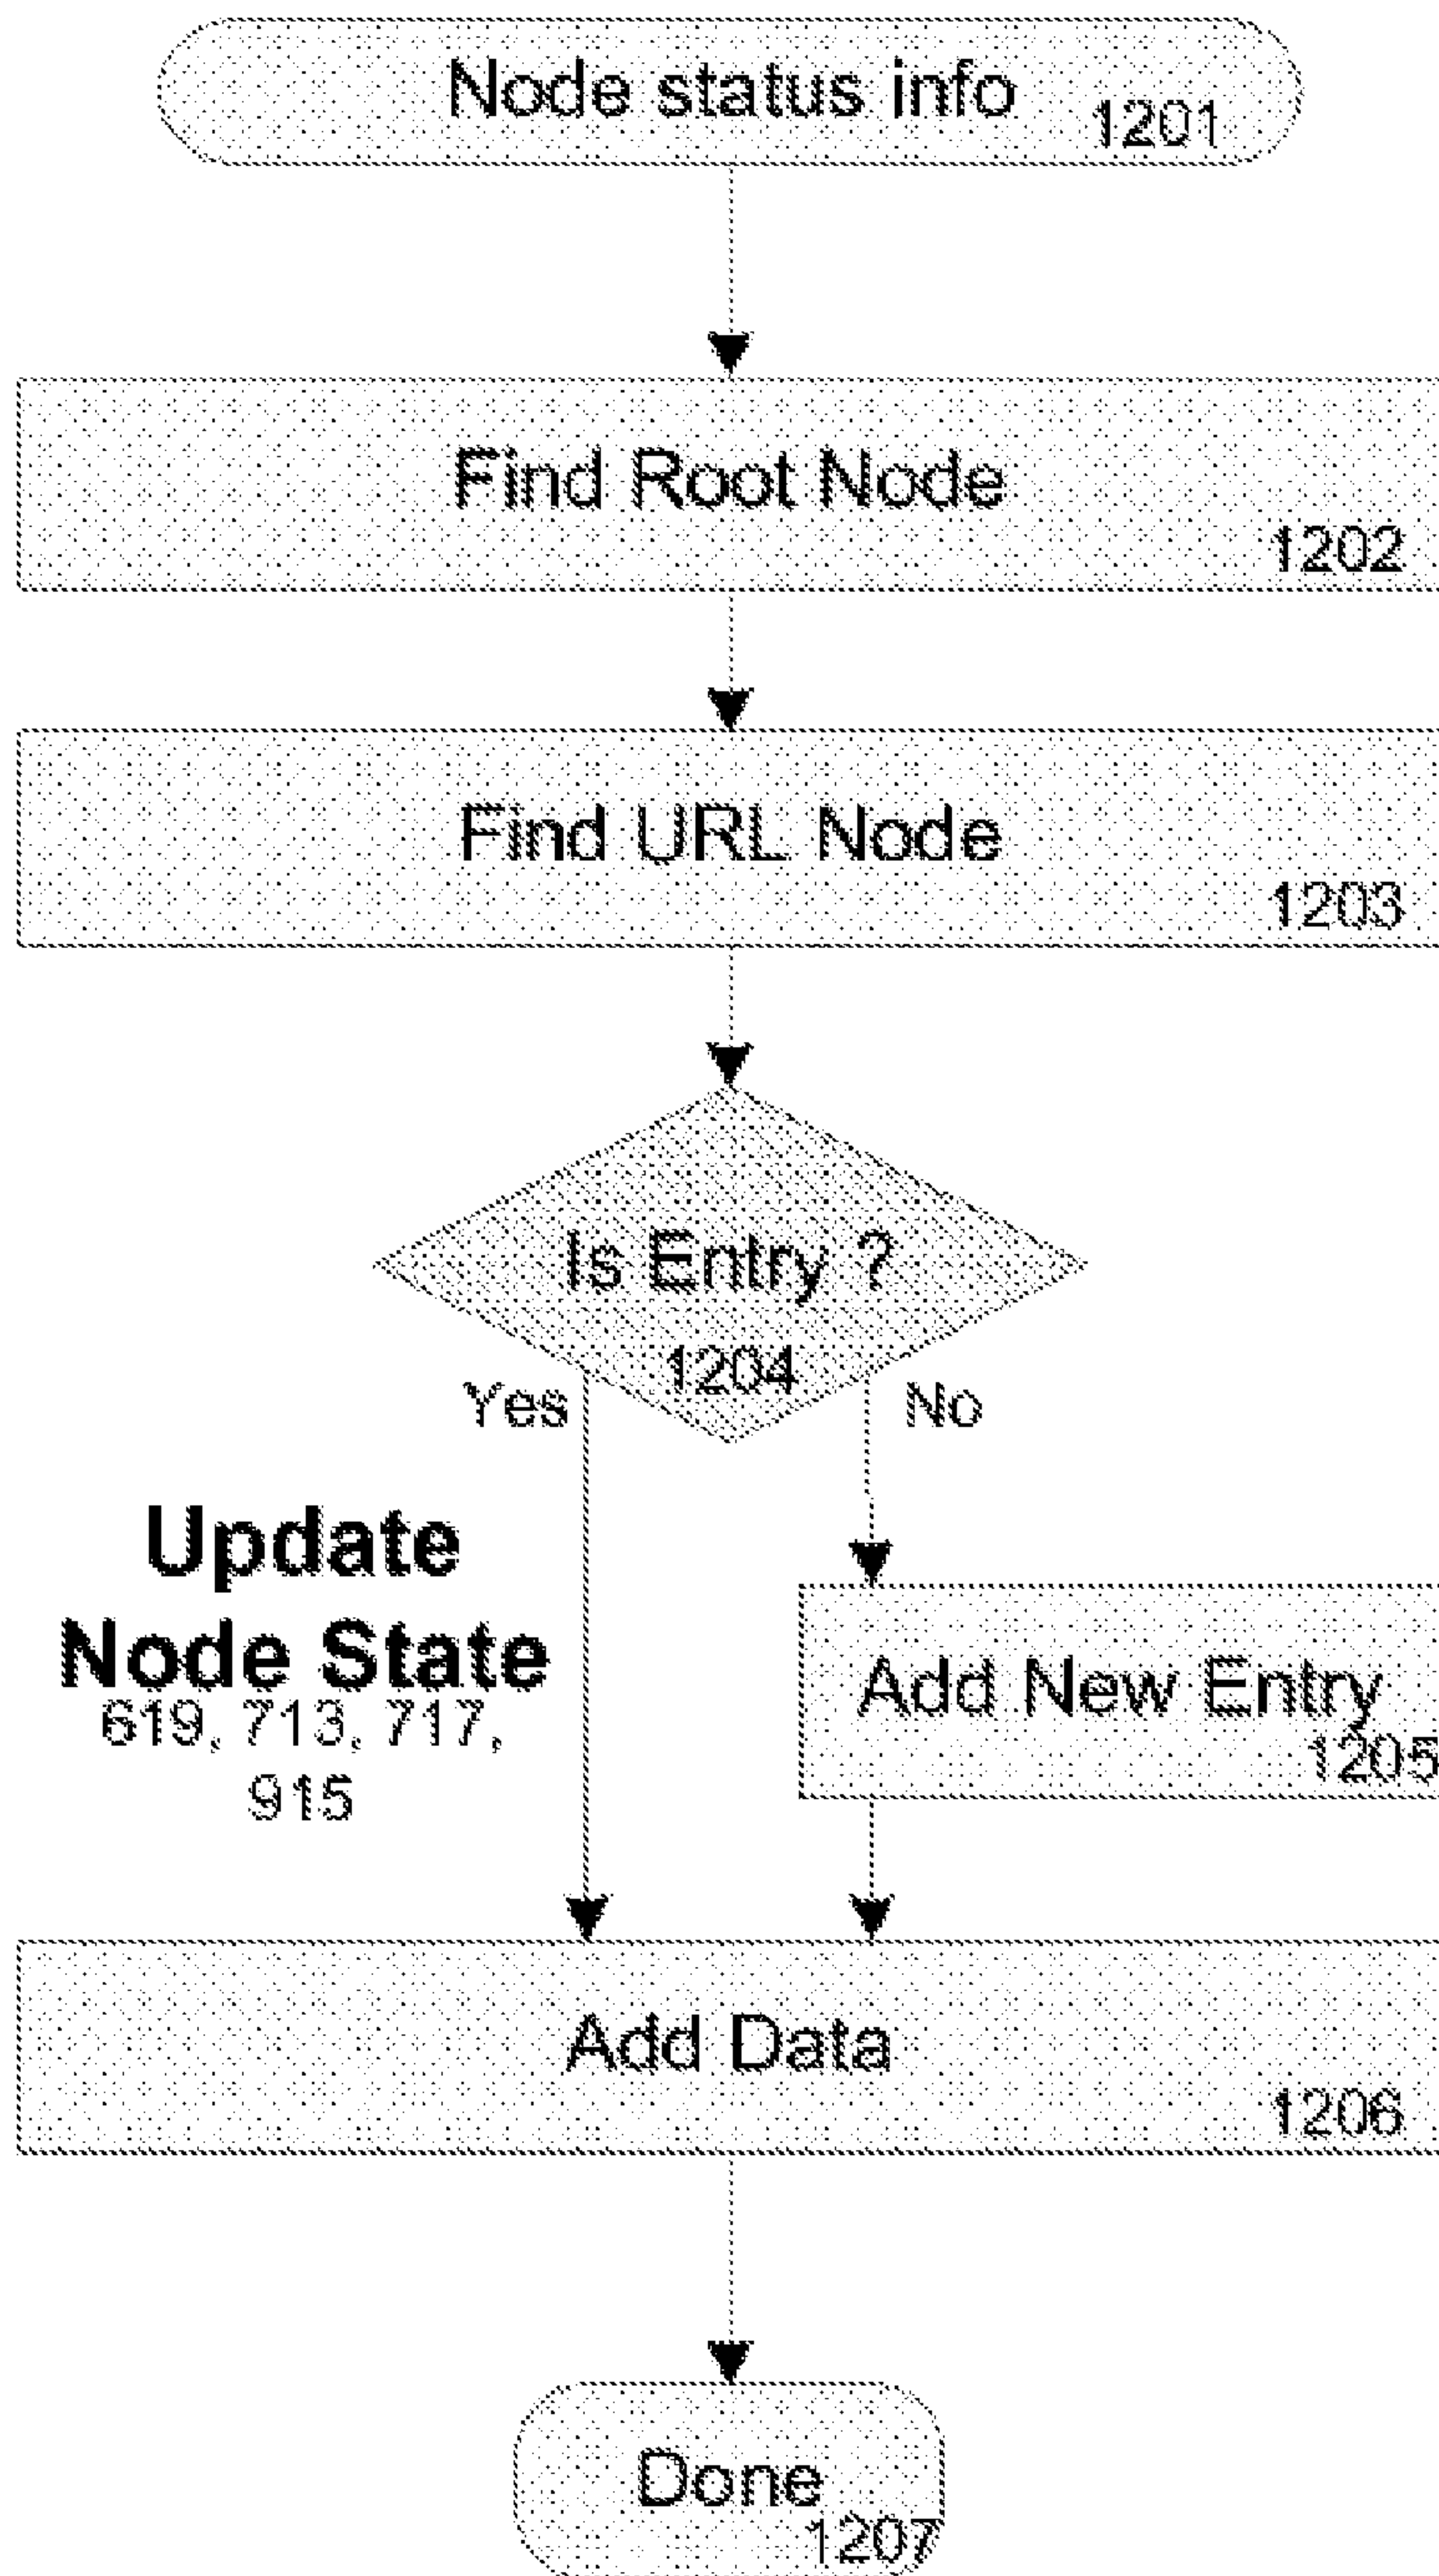 Node status info
1201
Find Root Node
1202
Find URL Node
1203
Is Entry ?
1204
Yes
No
Update
Node State
619, 713, 717,
915
Add New Entry
1205
Add Data
1206
Done
1207